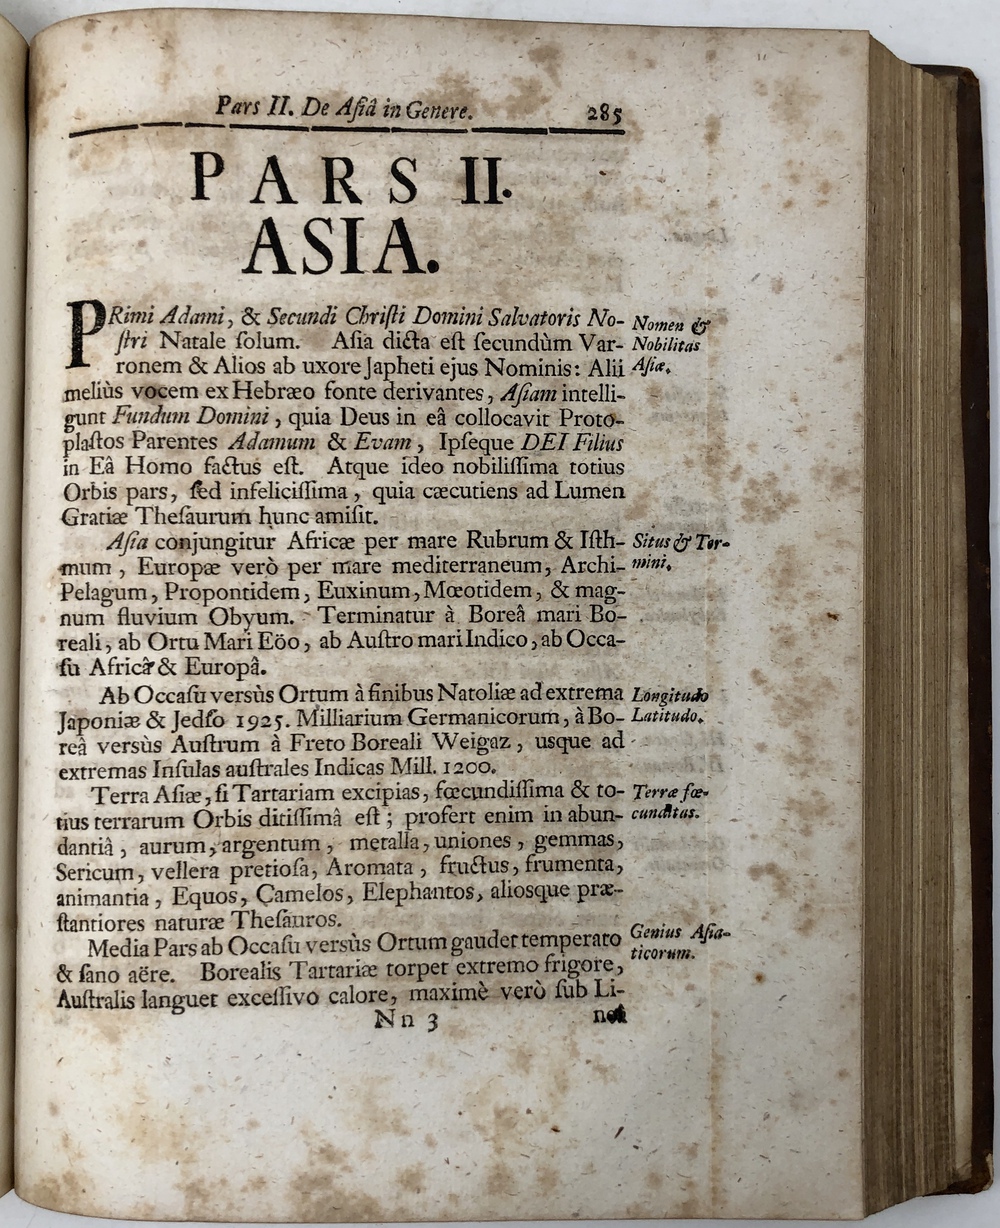 Pars II. De Asiâ in Genere. 285
PARS II.
ASIA.
PRimi Adami, & Secundi Christi Domini Salvatoris No-
stri Natale solum. Asia dicta est secundùm Var-
ronem & Alios ab uxore Japheti ejus Nominis: Alii
meliùs vocem ex Hebræo fonte derivantes, Asiam intelli-
gunt Fundum Domini, quia Deus in eâ collocavit Proto-
plastos Parentes Adamum & Evam, Ipseque DEI Filius
in Eâ Homo factus est. Atque ideo nobilissima totius
Orbis pars, sed infelicissima, quia cæcutiens ad Lumen
Gratiæ Thesaurum hunc amisit.
Nomen &
Nobilitas
Asiæ.
Asia conjungitur Africæ per mare Rubrum & Isth-
mum, Europæ verò per mare mediterraneum, Archi-
Pelagum, Propontidem, Euxinum, Mœotidem, & mag-
num fluvium Obyum. Terminatur à Boreâ mari Bo-
reali, ab Ortu Mari Eöo, ab Austro mari Indico, ab Occa-
su Africâ & Europâ.
Situs & Ter-
mini.
Ab Occasu versùs Ortum à finibus Natoliæ ad extrema
Japoniæ & Jedso 1925. Milliarium Germanicorum, à Bo-
reâ versùs Austrum à Freto Boreali Weigaz, usque ad
extremas Insulas australes Indicas Mill. 1200.
Longitudo
Latitudo.
Terra Asiæ, si Tartariam excipias, fœcundissima & to-
tius terrarum Orbis ditissimâ est; profert enim in abun-
dantiâ, aurum, argentum, metalla, uniones, gemmas,
Sericum, vellera pretiosa, Aromata, fructus, frumenta,
animantia, Equos, Camelos, Elephantos, aliosque præ-
stantiores naturæ Thesauros.
Terræ fœ-
cunditas.
Media Pars ab Occasu versùs Ortum gaudet temperato
& sano aëre. Borealis Tartariæ torpet extremo frigore,
Australis languet excessivo calore, maximè verò sub Li-
Genius Asia-
ticorum.
Nn 3 nea